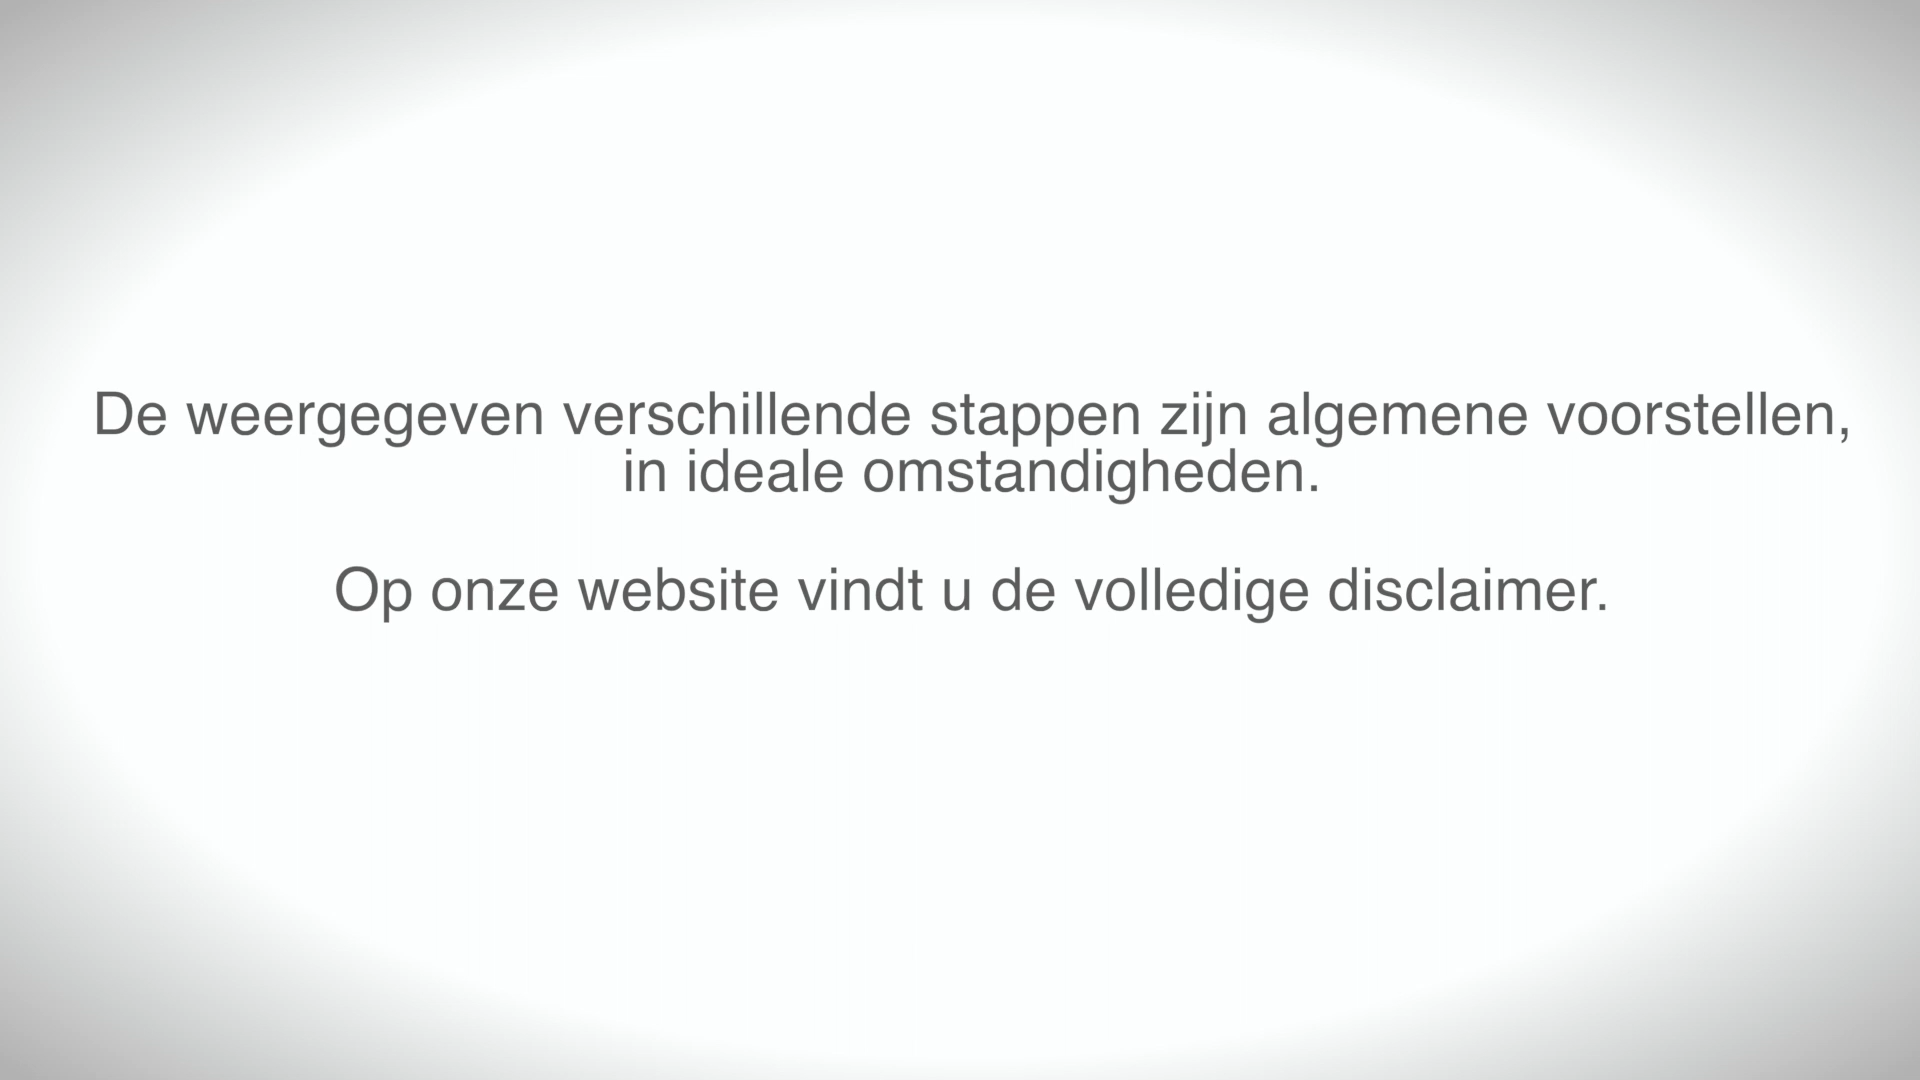 De weergegeven verschillende stappen zijn algemene voorstellen,
in ideale omstandigheden.
Op onze website vindt u de volledige disclaimer.